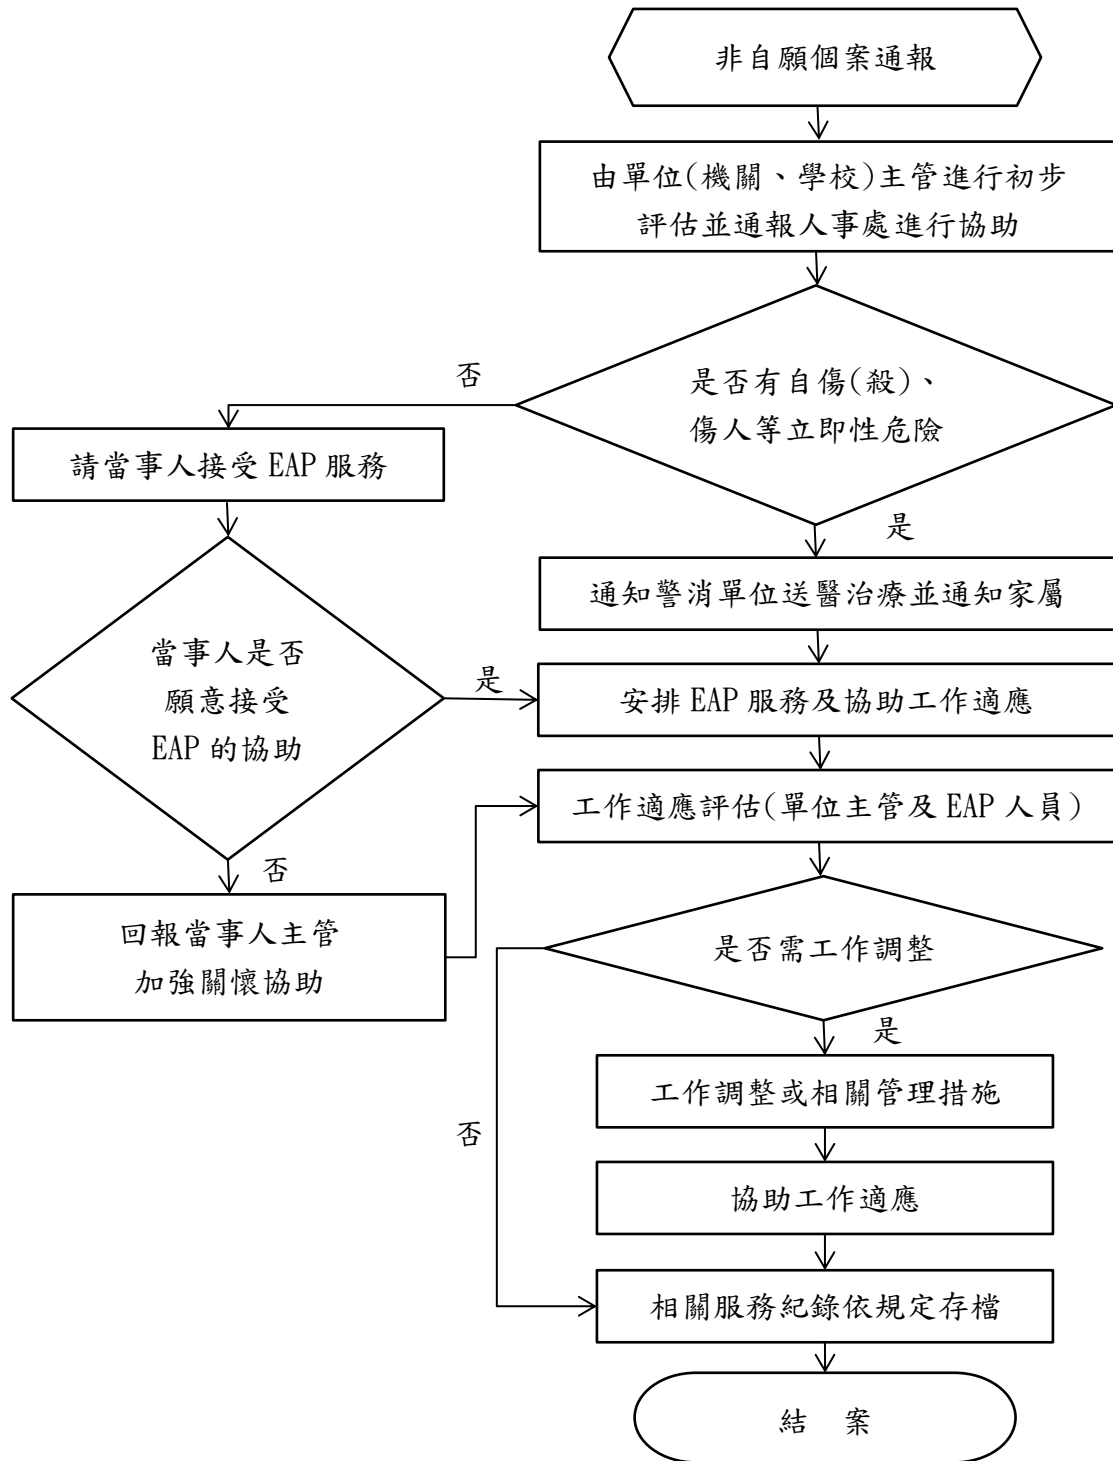 非自願個案通報
由單位(機關、學校)主管進行初步
評估並通報人事處進行協助
是否有自傷(殺)、
傷人等立即性危險
否
請當事人接受 EAP 服務
是
通知警消單位送醫治療並通知家屬
當事人是否
願意接受
EAP 的協助
是
安排 EAP 服務及協助工作適應
工作適應評估(單位主管及 EAP 人員)
否
回報當事人主管
加強關懷協助
是否需工作調整
是
工作調整或相關管理措施
否
協助工作適應
相關服務紀錄依規定存檔
結 案